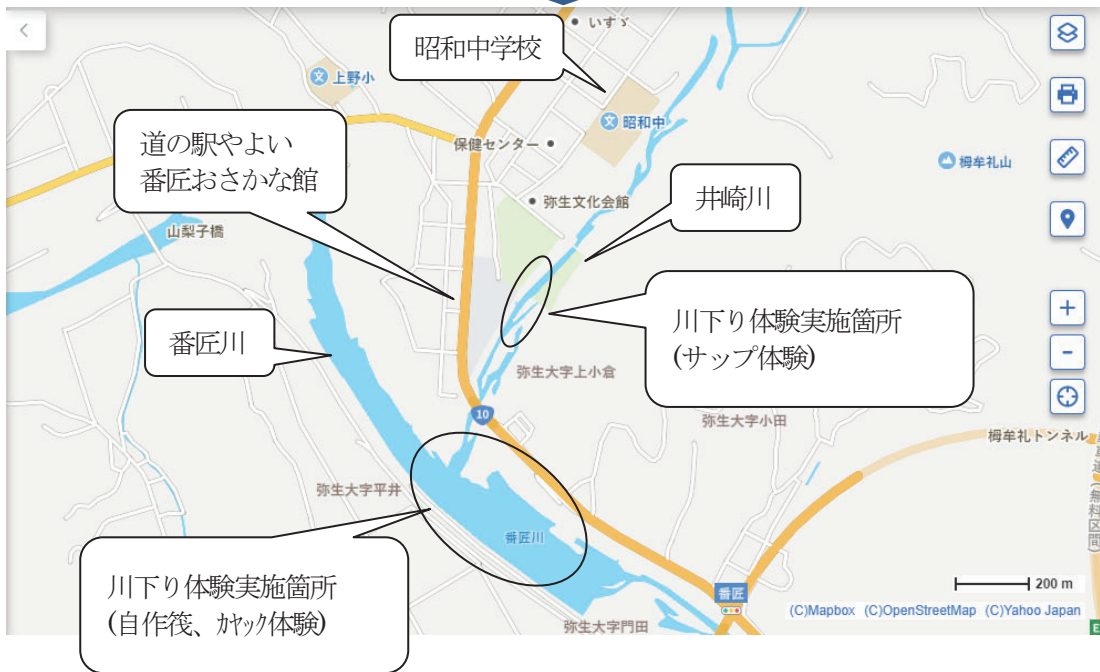 いすゞ
昭和中学校
上野小
昭和中
保健センター
道の駅やよい
番匠おさかな館
栂牟礼山
弥生文化会館
井崎川
山梨子橋
川下り体験実施箇所
(サップ体験)
番匠川
弥生大字上小倉
10
弥生大字小田
栂牟礼トンネル
弥生大字平井
(無料区間)
番匠川
川下り体験実施箇所
(自作筏、カヤック体験)
番匠
200 m
(C)Mapbox (C)OpenStreetMap (C)Yahoo Japan
弥生大字門田
E